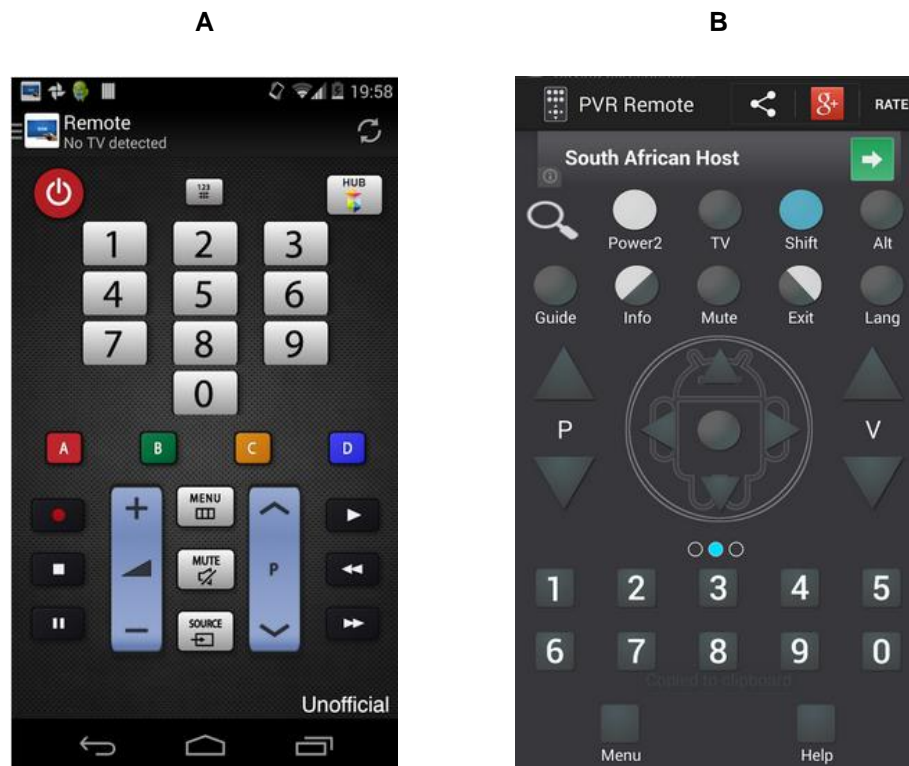 A
B
19:58
Remote
No TV detected
123
HUB
1 2 3
4 5 6
7 8 9
0
A B C D
MENU
MUTE
P
SOURCE
Unofficial
PVR Remote
8+
RATE
South African Host
Power2 TV Shift Alt
Guide Info Mute Exit Lang
P V
1 2 3 4 5
6 7 8 9 0
Copied to clipboard
Menu Help